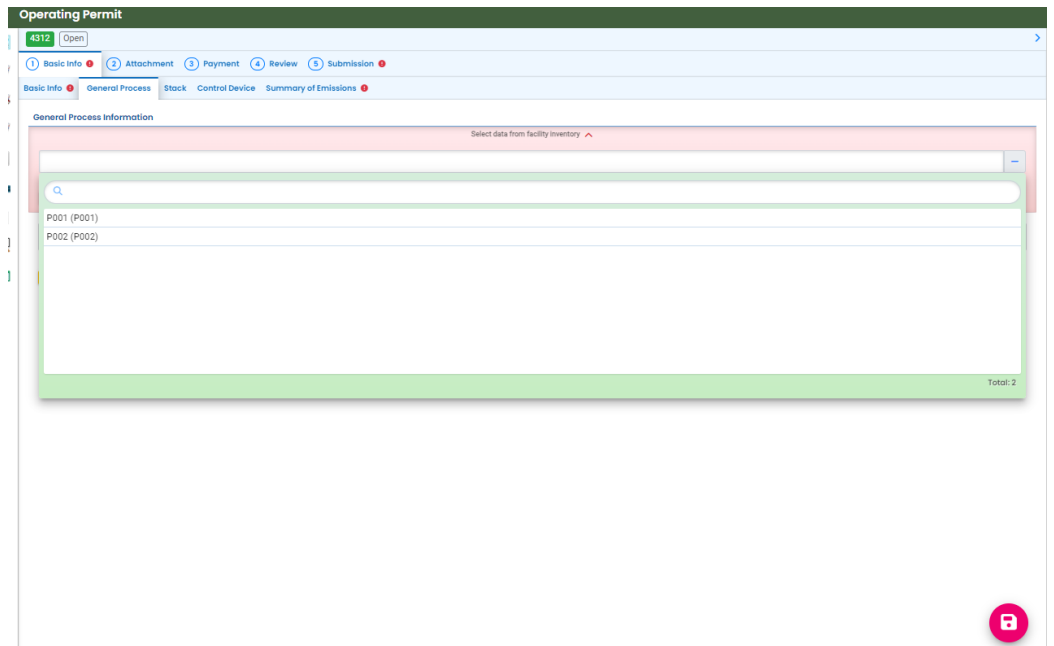 Operating Permit
4312 Open
1 Basic Info 2 Attachment 3 Payment 4 Review 5 Submission
Basic Info General Process Stack Control Device Summary of Emissions
General Process Information
Select data from facility inventory
P001 (P001)
P002 (P002)
Total: 2